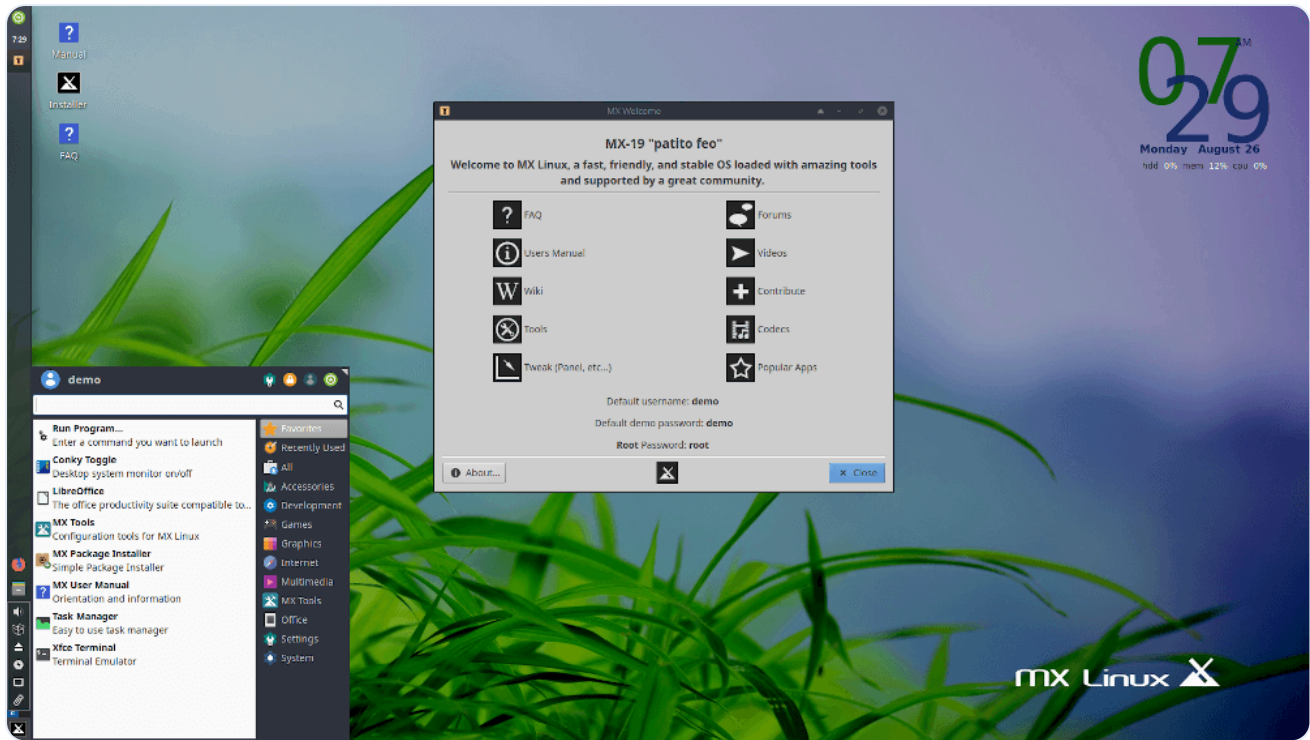 7:29
Manual
Installer
FAQ
07
AM
29
Monday August 26
hdd 0% mem 12% cpu 0%
MX Welcome
MX-19 "patito feo"
Welcome to MX Linux, a fast, friendly, and stable OS loaded with amazing tools
and supported by a great community.
? FAQ
Forums
Users Manual
Videos
W Wiki
Contribute
Tools
Codecs
Tweak (Panel, etc...)
Popular Apps
Default username: demo
Default demo password: demo
Root Password: root
About...
Close
demo
Run Program...
Enter a command you want to launch
Conky Toggle
Desktop system monitor on/off
LibreOffice
The office productivity suite compatible to...
MX Tools
Configuration tools for MX Linux
MX Package Installer
Simple Package Installer
MX User Manual
Orientation and information
Task Manager
Easy to use task manager
Xfce Terminal
Terminal Emulator
Favorites
Recently Used
All
Accessories
Development
Games
Graphics
Internet
Multimedia
MX Tools
Office
Settings
System
mx Linux